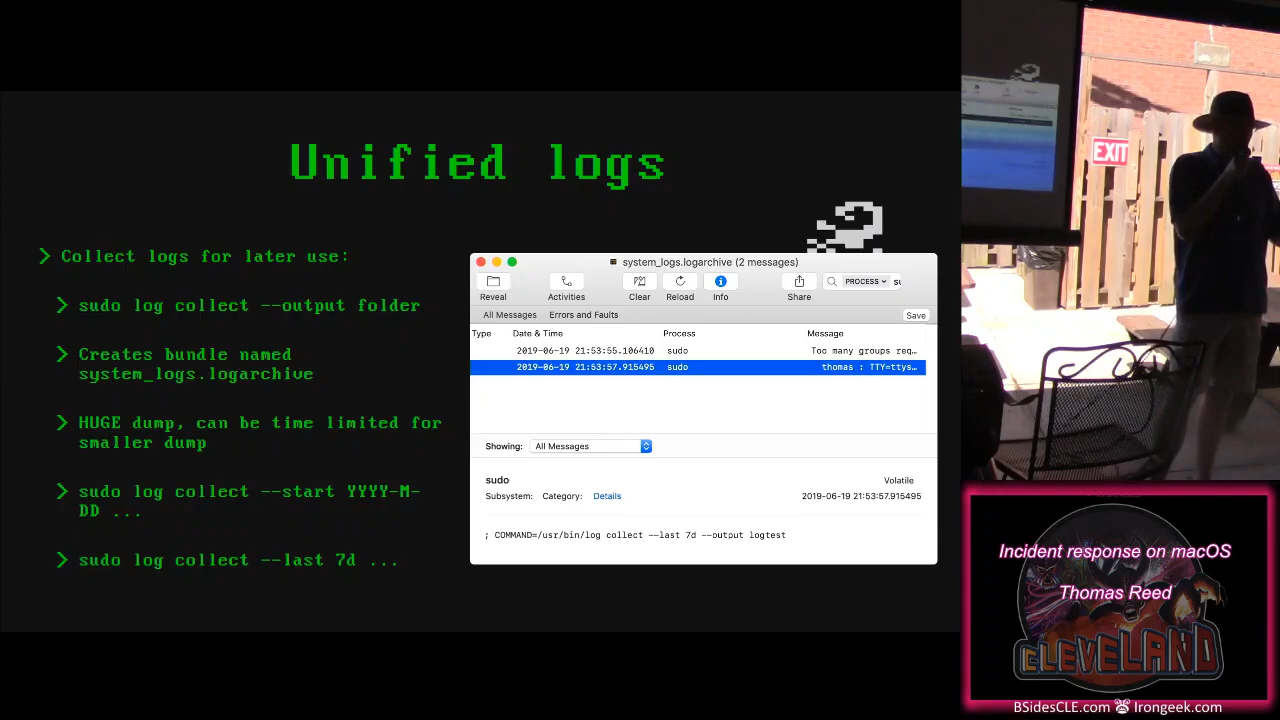 Unified logs
> Collect logs for later use:
> sudo log collect --output folder
> Creates bundle named
system_logs.logarchive
> HUGE dump, can be time limited for
smaller dump
> sudo log collect --start YYYY-M-
DD ...
> sudo log collect --last 7d ...
system_logs.logarchive (2 messages)
Reveal Activities Clear Reload Info Share PROCESS su
All Messages Errors and Faults Save
Type Date & Time Process Message
2019-06-19 21:53:55.106410 sudo Too many groups req...
2019-06-19 21:53:57.915495 sudo thomas : TTY=ttys...
Showing: All Messages
sudo Volatile
Subsystem: Category: Details 2019-06-19 21:53:57.915495
; COMMAND=/usr/bin/log collect --last 7d --output logtest
EXIT
Incident response on macOS
Thomas Reed
CLEVELAND
BSidesCLE.com Irongeek.com